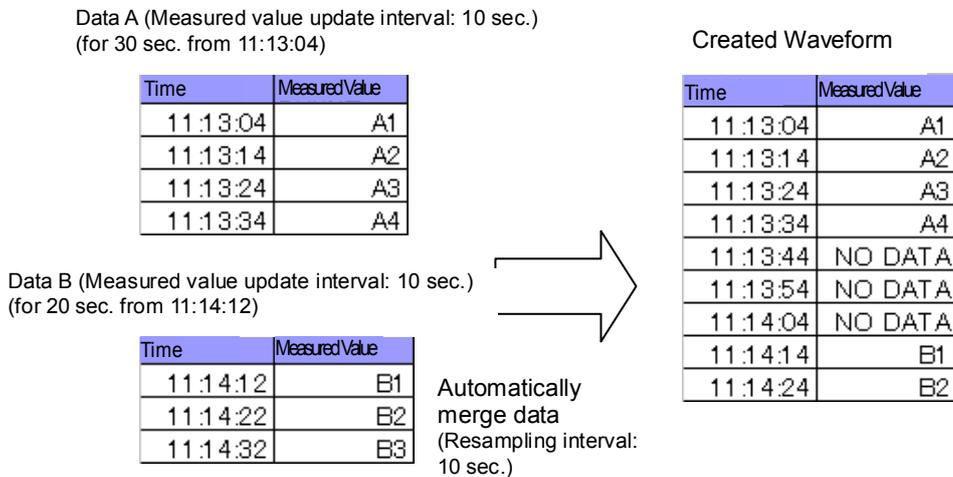 Data A (Measured value update interval: 10 sec.)
(for 30 sec. from 11:13:04)
Time Measured Value
11:13:04 A1
11:13:14 A2
11:13:24 A3
11:13:34 A4
Data B (Measured value update interval: 10 sec.)
(for 20 sec. from 11:14:12)
Time Measured Value
11:14:12 B1
11:14:22 B2
11:14:32 B3
Automatically
merge data
(Resampling interval:
10 sec.)
Created Waveform
Time Measured Value
11:13:04 A1
11:13:14 A2
11:13:24 A3
11:13:34 A4
11:13:44 NO DATA
11:13:54 NO DATA
11:14:04 NO DATA
11:14:14 B1
11:14:24 B2